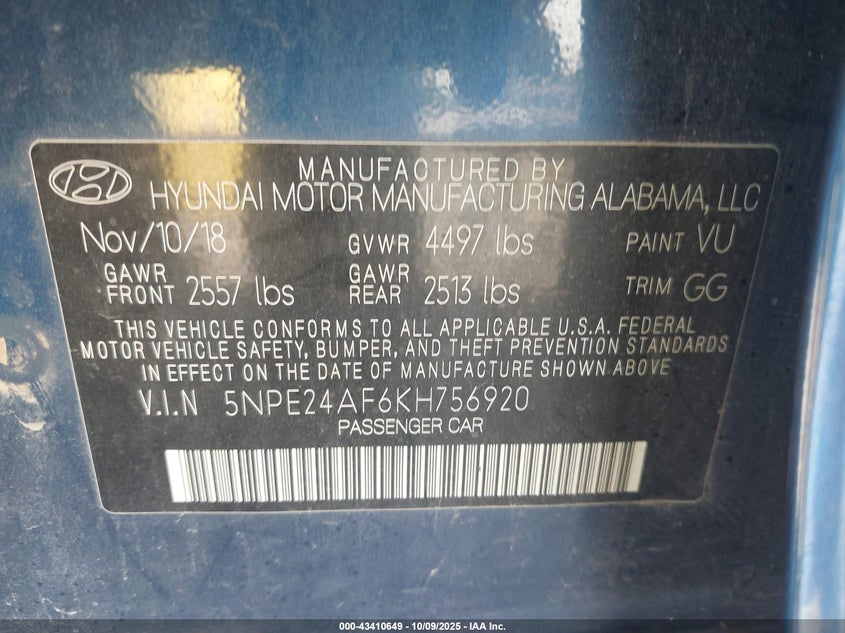 MANUFACTURED BY
HYUNDAI MOTOR MANUFACTURING ALABAMA, LLC
Nov/10/18 GVWR 4497 lbs PAINT VU
GAWR FRONT 2557 lbs GAWR REAR 2513 lbs TRIM GG
THIS VEHICLE CONFORMS TO ALL APPLICABLE U.S.A. FEDERAL
MOTOR VEHICLE SAFETY, BUMPER, AND THEFT PREVENTION STANDARDS
IN EFFECT ON THE DATE OF MANUFACTURE SHOWN ABOVE
V.I.N 5NPE24AF6KH756920
PASSENGER CAR
000-43410649 - 10/09/2025 - IAA Inc.